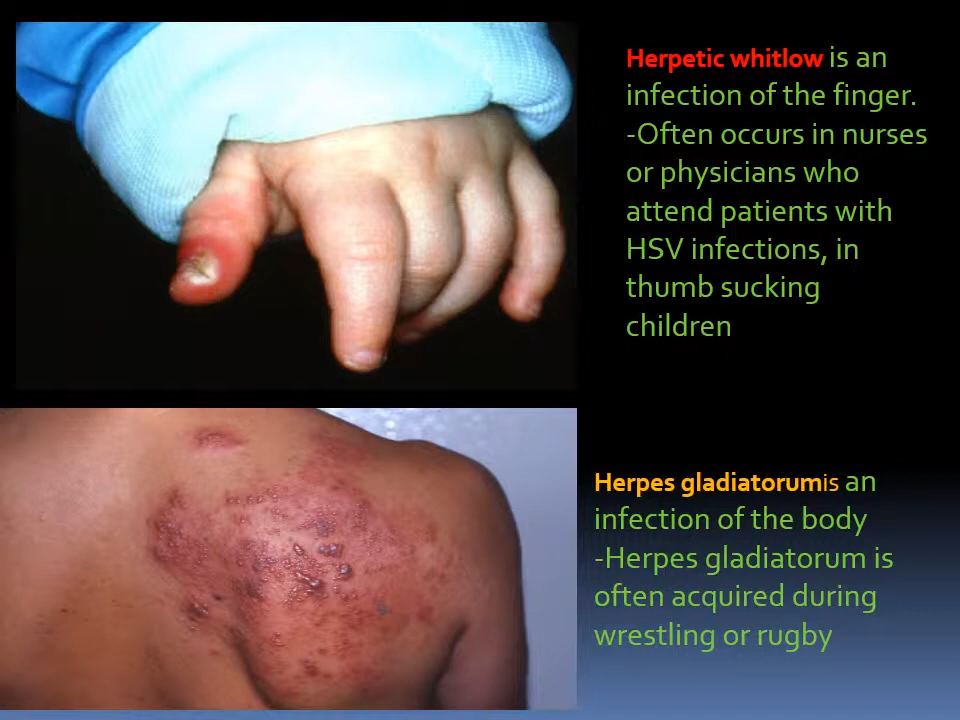 Herpetic whitlow is an
infection of the finger.
-Often occurs in nurses
or physicians who
attend patients with
HSV infections, in
thumb sucking
children
Herpes gladiatorumis an
infection of the body
-Herpes gladiatorum is
often acquired during
wrestling or rugby